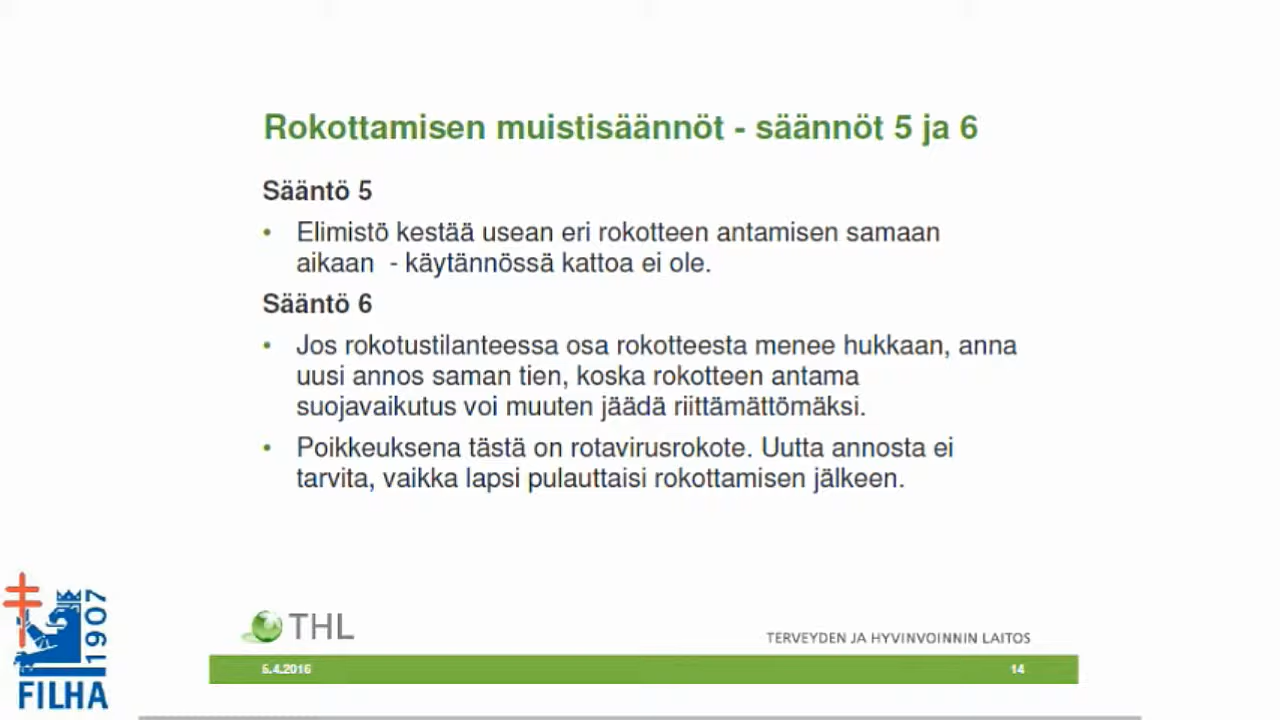 Rokottamisen muistisäännöt - säännöt 5 ja 6
Sääntö 5
• Elimistö kestää usean eri rokotteen antamisen samaan
aikaan - käytännössä kattoa ei ole.
Sääntö 6
• Jos rokotustilanteessa osa rokotteesta menee hukkaan, anna
uusi annos saman tien, koska rokotteen antama
suojavaikutus voi muuten jäädä riittämättömäksi.
• Poikkeuksena tästä on rotavirusrokote. Uutta annosta ei
tarvita, vaikka lapsi pulauttaisi rokottamisen jälkeen.
THL
TERVEYDEN JA HYVINVOINNIN LAITOS
5.4.2016
14
1907
FILHA